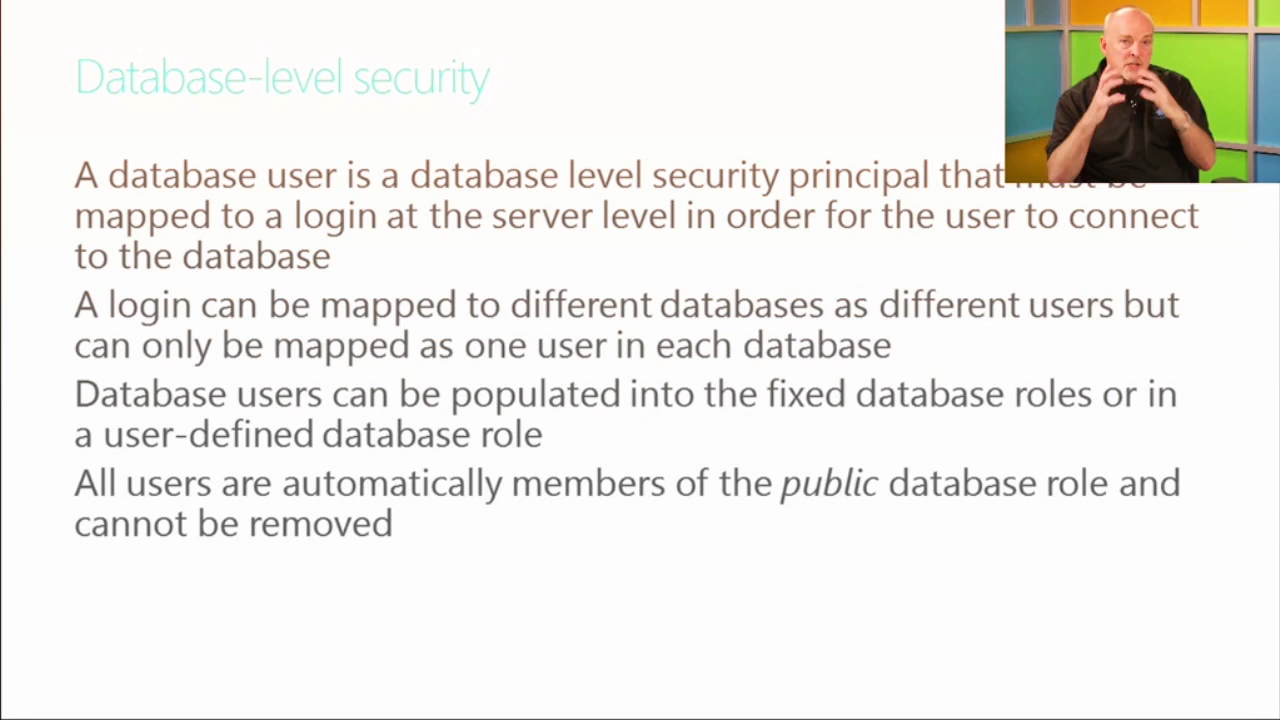 Database-level security
A database user is a database level security principal that must be
mapped to a login at the server level in order for the user to connect
to the database
A login can be mapped to different databases as different users but
can only be mapped as one user in each database
Database users can be populated into the fixed database roles or in
a user-defined database role
All users are automatically members of the public database role and
cannot be removed